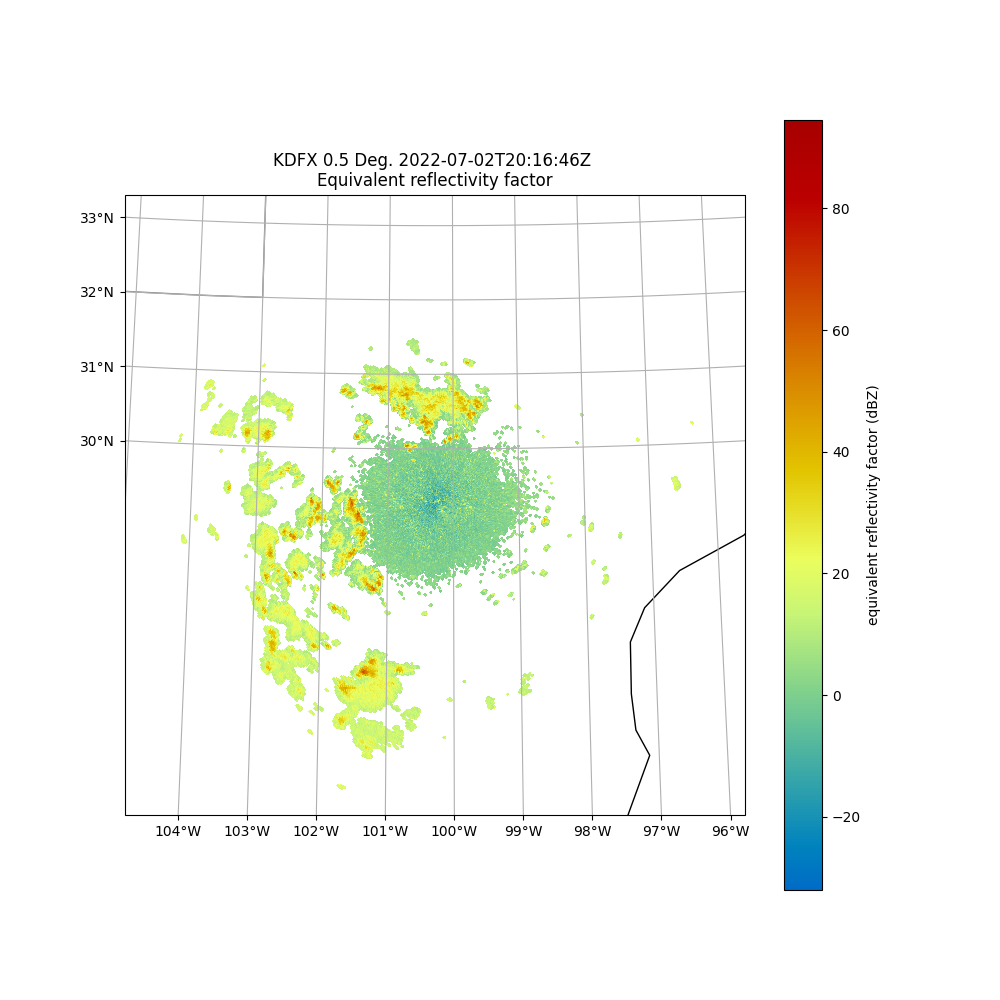 KDFX 0.5 Deg. 2022-07-02T20:16:46Z
Equivalent reflectivity factor
33°N
32°N
31°N
30°N
104°W 103°W 102°W 101°W 100°W 99°W 98°W 97°W 96°W
80
60
40
20
0
−20
equivalent reflectivity factor (dBZ)